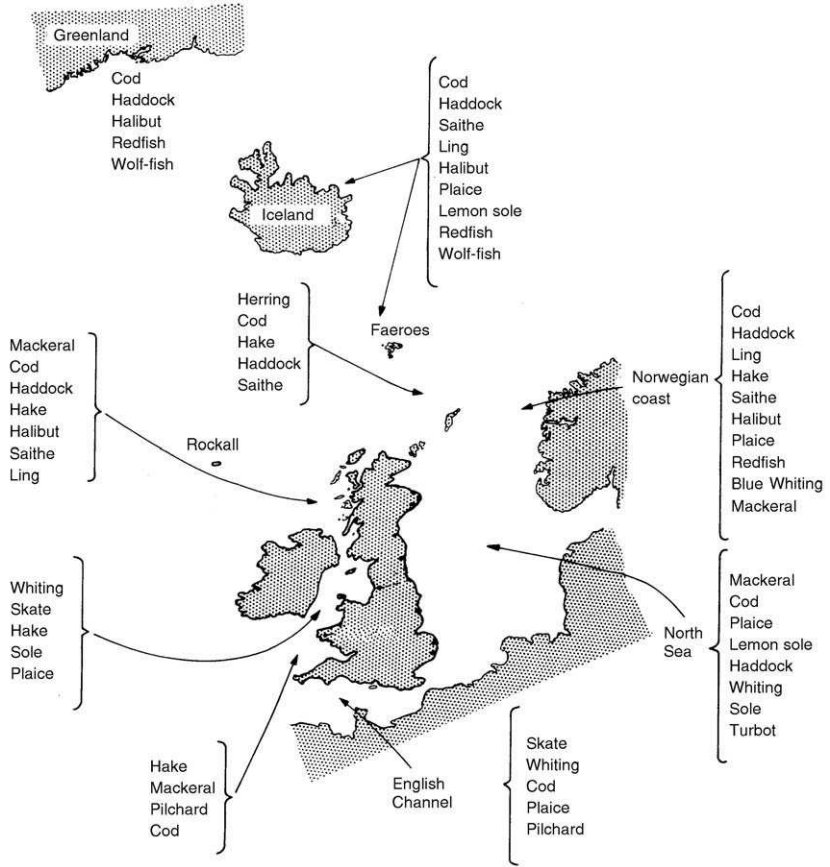 Greenland
Cod
Haddock
Halibut
Redfish
Wolf-fish
Cod
Haddock
Saithe
Ling
Halibut
Plaice
Lemon sole
Redfish
Wolf-fish
Iceland
Herring
Cod
Hake
Haddock
Saithe
Faeroes
Mackeral
Cod
Haddock
Hake
Halibut
Saithe
Ling
Rockall
Norwegian
coast
Cod
Haddock
Ling
Hake
Saithe
Halibut
Plaice
Redfish
Blue Whiting
Mackeral
Whiting
Skate
Hake
Sole
Plaice
North
Sea
Mackeral
Cod
Plaice
Lemon sole
Haddock
Whiting
Sole
Turbot
Hake
Mackeral
Pilchard
Cod
English
Channel
Skate
Whiting
Cod
Plaice
Pilchard